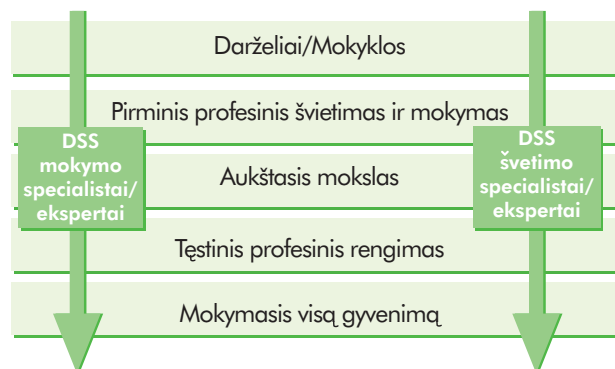 Darželiai/Mokyklos
Pirminis profesinis švietimas ir mokymas
DSS
mokymo
specialistai/
ekspertai
DSS
švetimo
specialistai/
ekspertai
Aukštasis mokslas
Tęstinis profesinis rengimas
Mokymasis visą gyvenimą